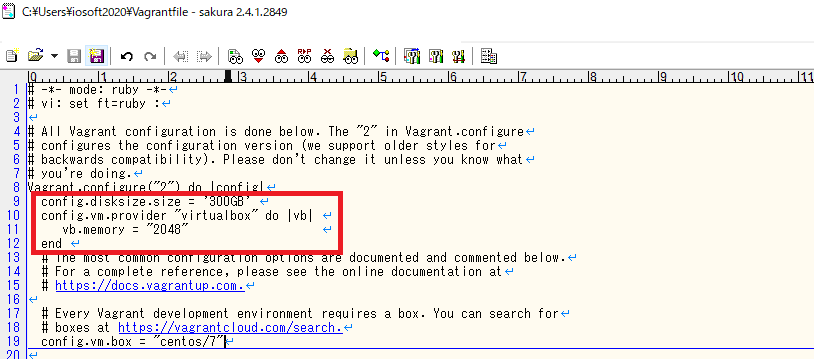 C:¥Users¥iosoft2020¥Vagrantfile - sakura 2.4.1.2849
0 1 2 3 4 5 6 7 8 9 10 11
1 # -*- mode: ruby -*-
2 # vi: set ft=ruby :
3 #
4 # All Vagrant configuration is done below. The "2" in Vagrant.configure
5 # configures the configuration version (we support older styles for
6 # backwards compatibility). Please don't change it unless you know what
7 # you're doing.
8 Vagrant.configure("2") do |config|
9 config.disksize.size = '300GB'
10 config.vm.provider "virtualbox" do |vb|
11 vb.memory = "2048"
12 end
13 # The most common configuration options are documented and commented below.
14 # For a complete reference, please see the online documentation at
15 # https://docs.vagrantup.com.
16
17 # Every Vagrant development environment requires a box. You can search for
18 # boxes at https://vagrantcloud.com/search.
19 config.vm.box = "centos/7"
20